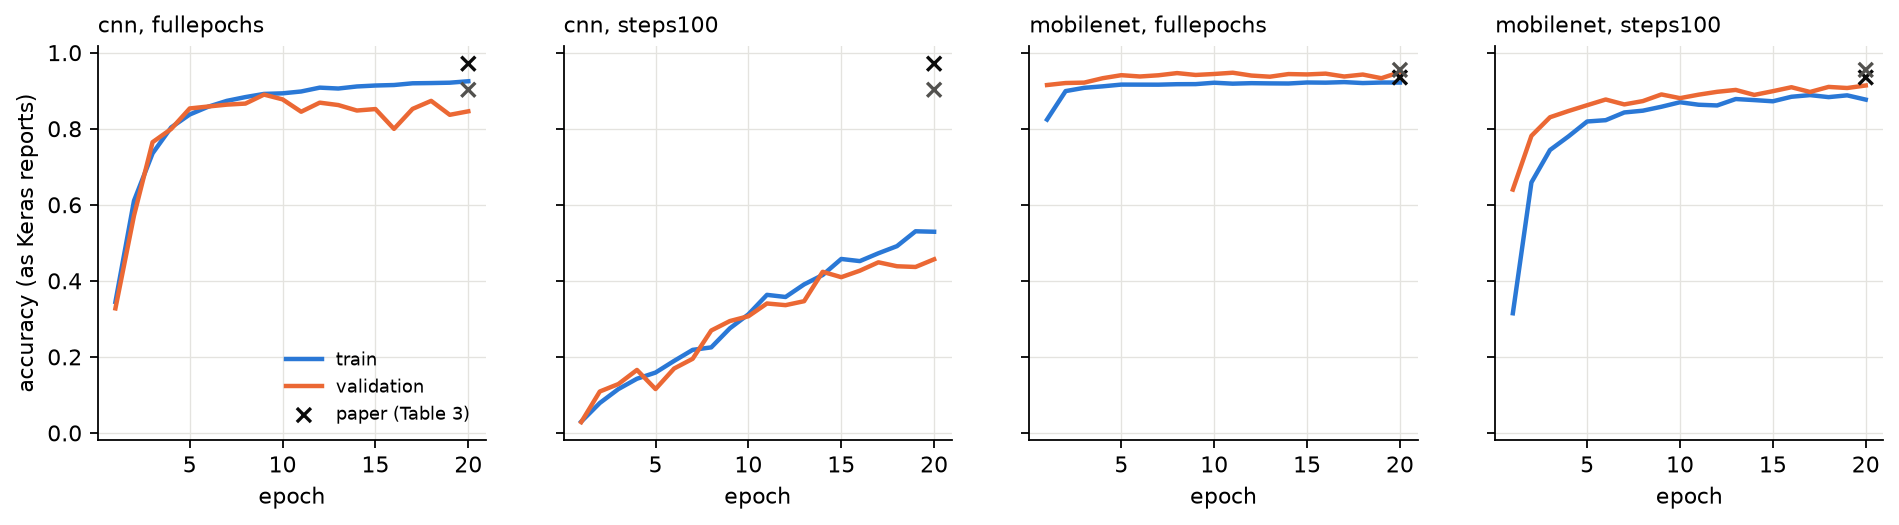 cnn, fullepochs
cnn, steps100
mobilenet, fullepochs
mobilenet, steps100
accuracy (as Keras reports)
1.0
0.8
0.6
0.4
0.2
0.0
train
validation
paper (Table 3)
5 10 15 20
5 10 15 20
5 10 15 20
5 10 15 20
epoch
epoch
epoch
epoch